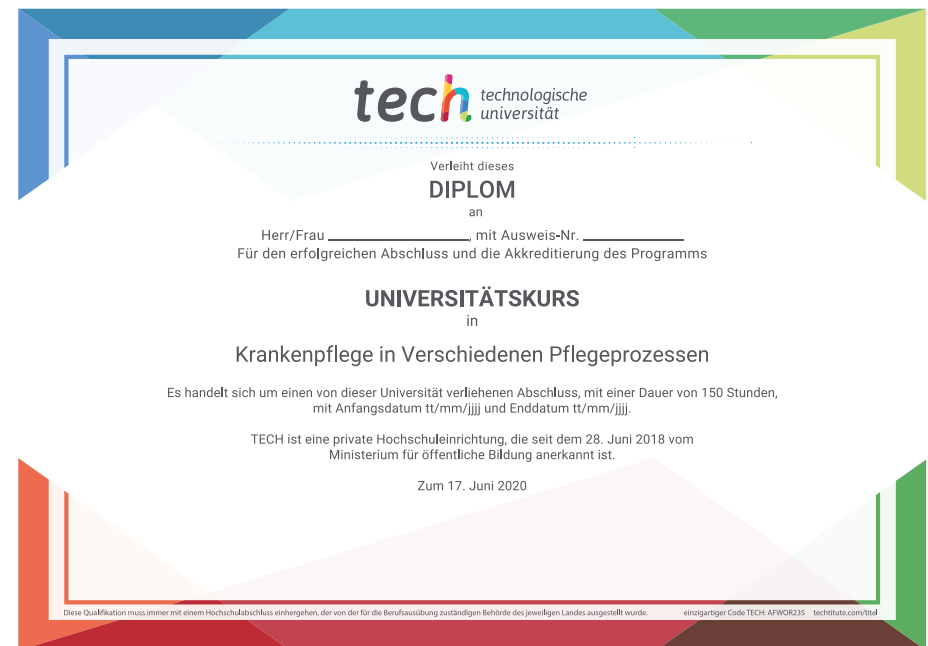 tech technologische
universität
Verleiht dieses
DIPLOM
an
Herr/Frau ____________________, mit Ausweis-Nr. ______________
Für den erfolgreichen Abschluss und die Akkreditierung des Programms
UNIVERSITÄTSKURS
in
Krankenpflege in Verschiedenen Pflegeprozessen
Es handelt sich um einen von dieser Universität verliehenen Abschluss, mit einer Dauer von 150 Stunden,
mit Anfangsdatum tt/mm/jjjj und Enddatum tt/mm/jjjj.
TECH ist eine private Hochschuleinrichtung, die seit dem 28. Juni 2018 vom
Ministerium für öffentliche Bildung anerkannt ist.
Zum 17. Juni 2020
Diese Qualifikation muss immer mit einem Hochschulabschluss einhergehen, der von der für die Berufsausübung zuständigen Behörde des jeweiligen Landes ausgestellt wurde. einzigartiger Code TECH: AFWOR23S techtitute.com/titel